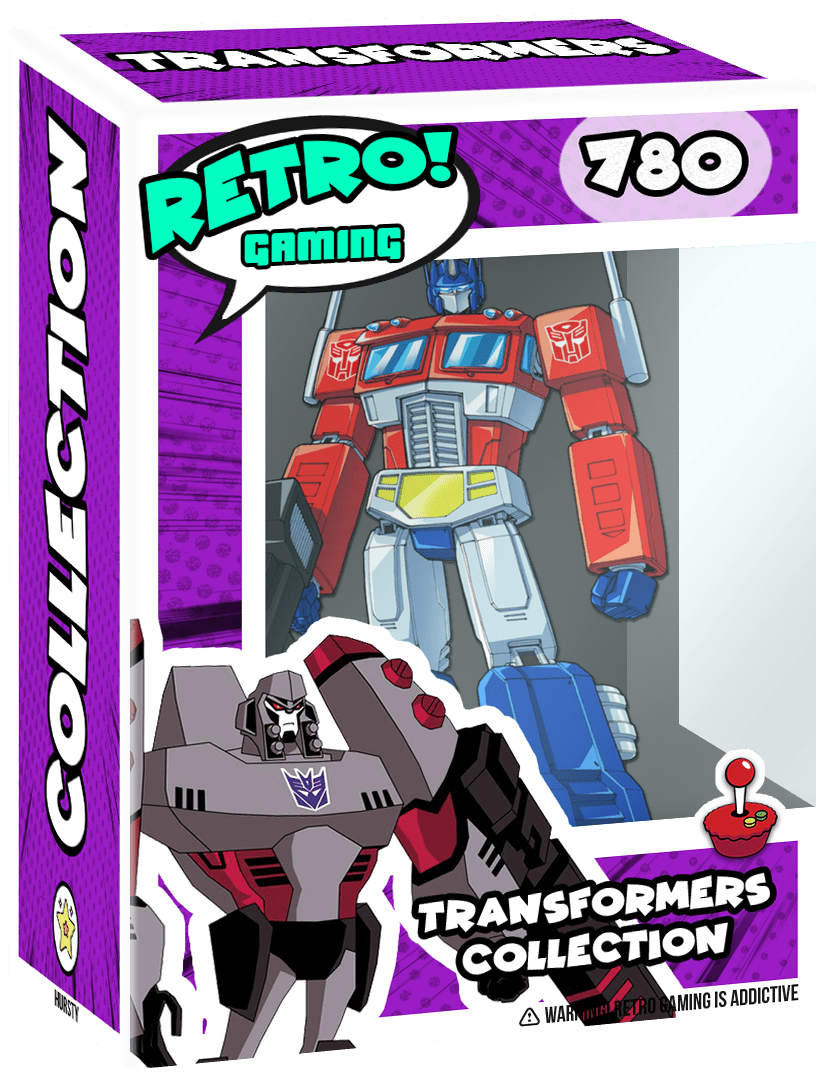 TRANSFORMERS
COLLECTION
HURSTY
RETRO!
GAMING
780
TRANSFORMERS
COLLECTION
⚠ WARNING! RETRO GAMING IS ADDICTIVE